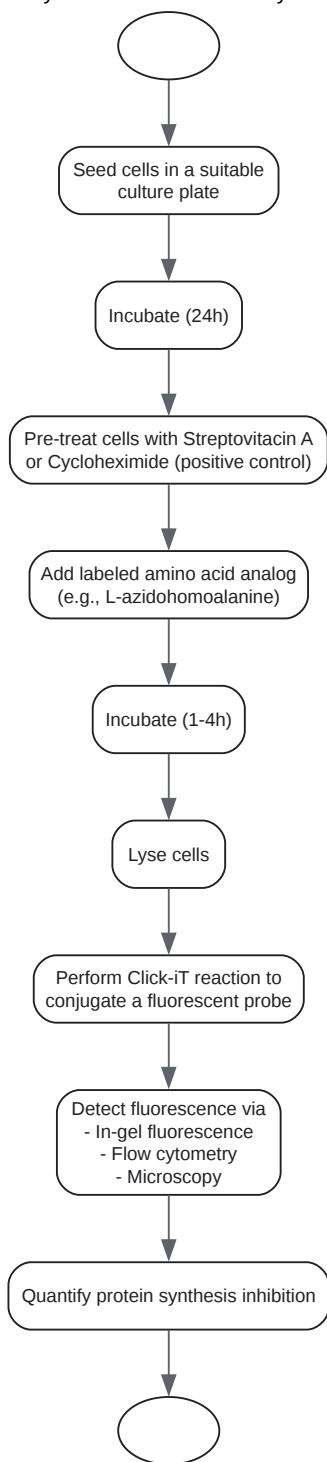 Seed cells in a suitable
culture plate
Incubate (24h)
Pre-treat cells with Streptovitacin A
or Cycloheximide (positive control)
Add labeled amino acid analog
(e.g., L-azidohomoalanine)
Incubate (1-4h)
Lyse cells
Perform Click-iT reaction to
conjugate a fluorescent probe
Detect fluorescence via
- In-gel fluorescence
- Flow cytometry
- Microscopy
Quantify protein synthesis inhibition